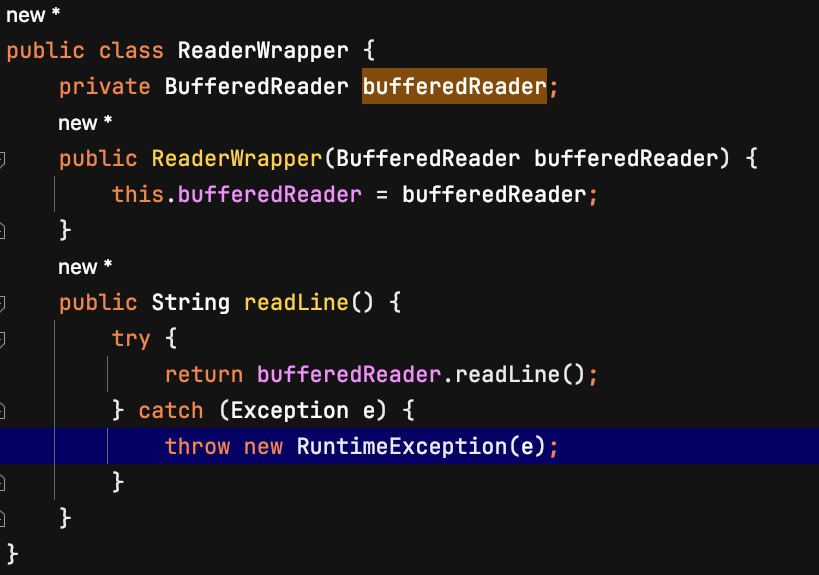 new *
public class ReaderWrapper {
private BufferedReader bufferedReader;
new *
public ReaderWrapper(BufferedReader bufferedReader) {
this.bufferedReader = bufferedReader;
}
new *
public String readLine() {
try {
return bufferedReader.readLine();
} catch (Exception e) {
throw new RuntimeException(e);
}
}
}